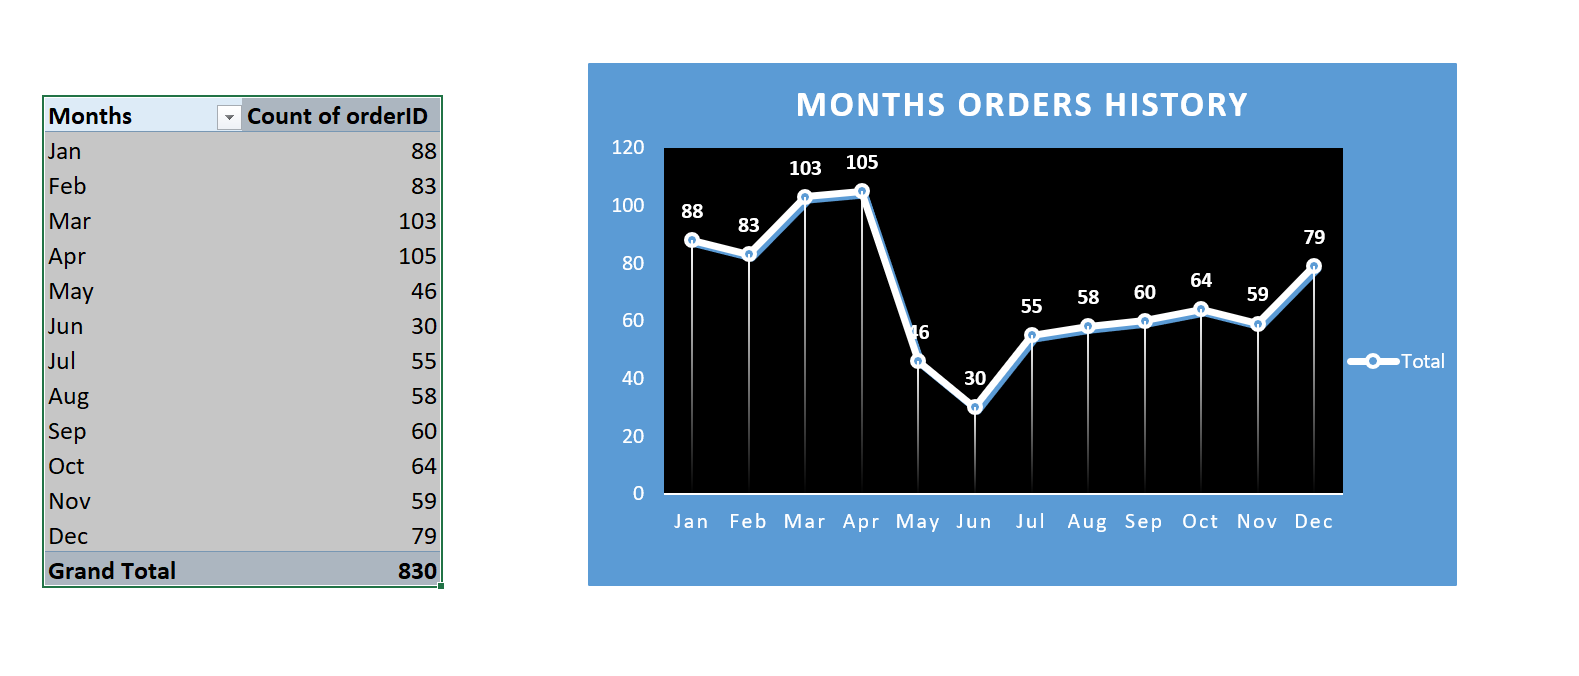 Months Count of orderID
Jan 88
Feb 83
Mar 103
Apr 105
May 46
Jun 30
Jul 55
Aug 58
Sep 60
Oct 64
Nov 59
Dec 79
Grand Total 830
MONTHS ORDERS HISTORY
120
100
80
60
40
20
0
88 83 103 105 46 30 55 58 60 64 59 79
Jan Feb Mar Apr May Jun Jul Aug Sep Oct Nov Dec
Total